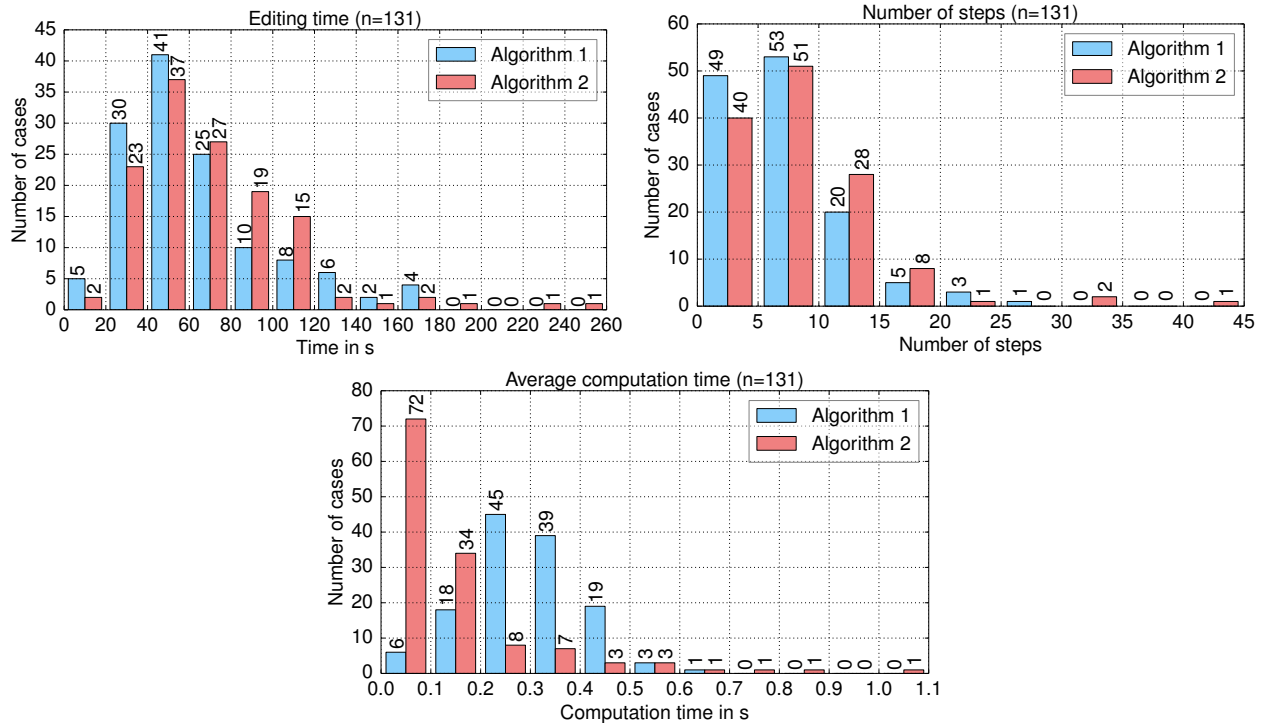 Editing time (n=131)
Number of cases
45
40
35
30
25
20
15
10
5
0
5 30 41 25 10 8 6 2 4 0 0 0 0
2 23 37 27 19 15 2 1 2 1 0 1 1
Algorithm 1
Algorithm 2
0 20 40 60 80 100 120 140 160 180 200 220 240 260
Time in s
Number of steps (n=131)
Number of cases
60
50
40
30
20
10
0
49 53 20 5 3 1 0 0 0
40 51 28 8 1 0 2 0 1
Algorithm 1
Algorithm 2
0 5 10 15 20 25 30 35 40 45
Number of steps
Average computation time (n=131)
Number of cases
80
70
60
50
40
30
20
10
0
6 18 45 39 19 3 1 0 0 0 0
72 34 8 7 3 3 1 1 1 0 1
Algorithm 1
Algorithm 2
0.0 0.1 0.2 0.3 0.4 0.5 0.6 0.7 0.8 0.9 1.0 1.1
Computation time in s